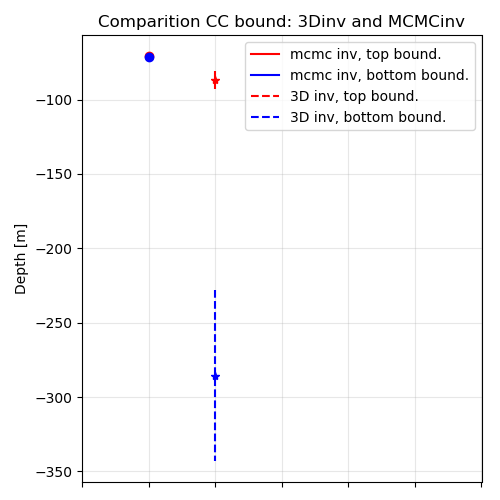 Comparition CC bound: 3Dinv and MCMCinv
mcmc inv, top bound.
mcmc inv, bottom bound.
3D inv, top bound.
3D inv, bottom bound.
Depth [m]
−100
−150
−200
−250
−300
−350